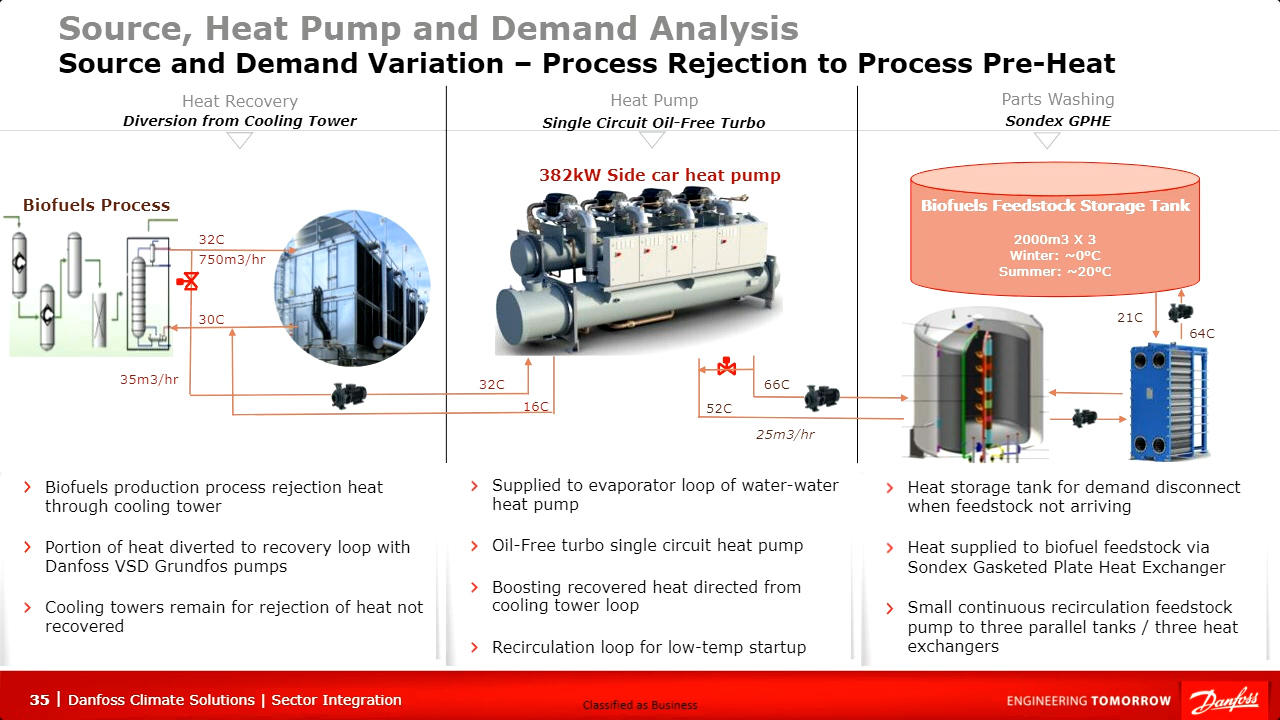 Source, Heat Pump and Demand Analysis
Source and Demand Variation – Process Rejection to Process Pre-Heat
Heat Recovery
Diversion from Cooling Tower
Heat Pump
Single Circuit Oil-Free Turbo
Parts Washing
Sondex GPHE
Biofuels Process
32C
750m3/hr
30C
35m3/hr
382kW Side car heat pump
32C
16C
66C
52C
25m3/hr
Biofuels Feedstock Storage Tank
2000m3 X 3
Winter: ~0°C
Summer: ~20°C
21C
64C
› Biofuels production process rejection heat
through cooling tower
› Portion of heat diverted to recovery loop with
Danfoss VSD Grundfos pumps
› Cooling towers remain for rejection of heat not
recovered
› Supplied to evaporator loop of water-water
heat pump
› Oil-Free turbo single circuit heat pump
› Boosting recovered heat directed from
cooling tower loop
› Recirculation loop for low-temp startup
› Heat storage tank for demand disconnect
when feedstock not arriving
› Heat supplied to biofuel feedstock via
Sondex Gasketed Plate Heat Exchanger
› Small continuous recirculation feedstock
pump to three parallel tanks / three heat
exchangers
35 | Danfoss Climate Solutions | Sector Integration
Classified as Business
ENGINEERING TOMORROW
Danfoss